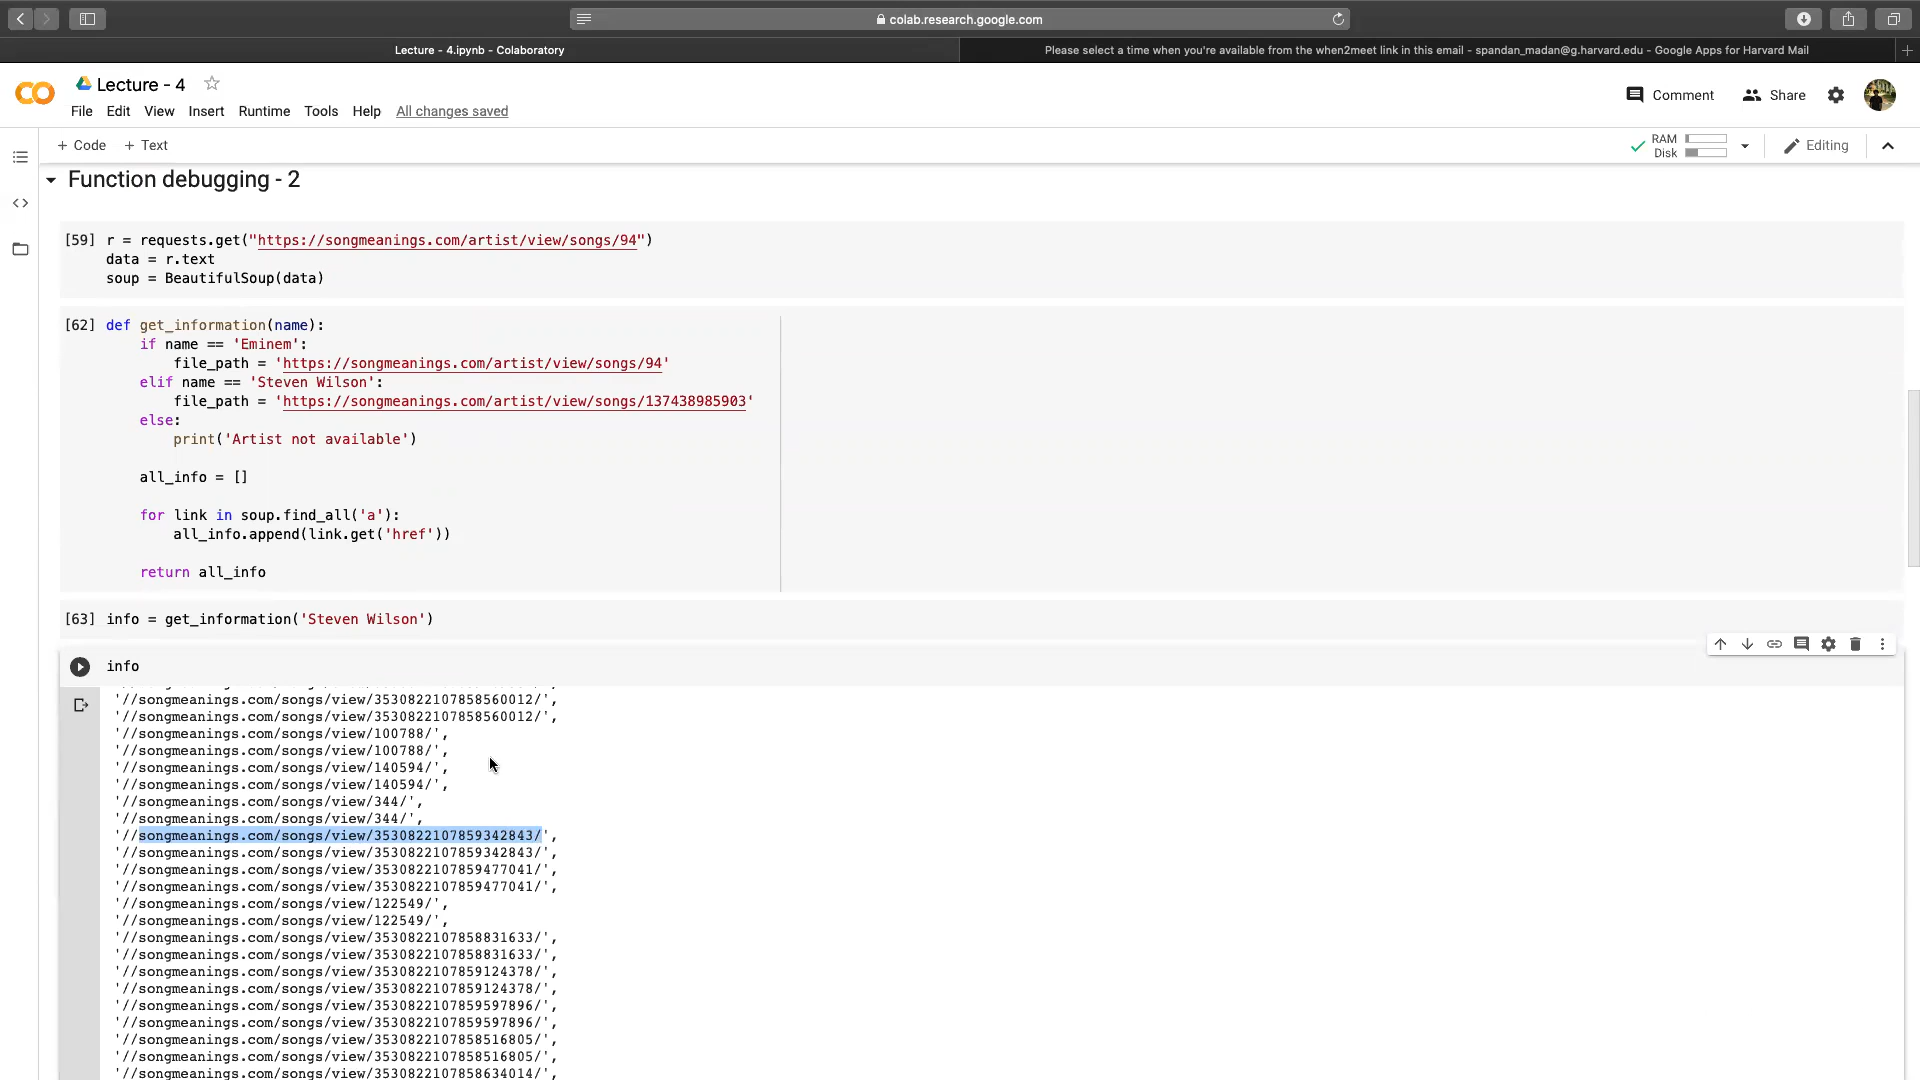 colab.research.google.com
Lecture - 4.ipynb - Colaboratory
Please select a time when you're available from the when2meet link in this email - spandan_madan@g.harvard.edu - Google Apps for Harvard Mail
Lecture - 4
File Edit View Insert Runtime Tools Help All changes saved
Comment
Share
+ Code + Text
RAM
Disk
Editing
Function debugging - 2
[59] r = requests.get("https://songmeanings.com/artist/view/songs/94")
data = r.text
soup = BeautifulSoup(data)
[62] def get_information(name):
if name == 'Eminem':
file_path = 'https://songmeanings.com/artist/view/songs/94'
elif name == 'Steven Wilson':
file_path = 'https://songmeanings.com/artist/view/songs/137438985903'
else:
print('Artist not available')
all_info = []
for link in soup.find_all('a'):
all_info.append(link.get('href'))
return all_info
[63] info = get_information('Steven Wilson')
info
'//songmeanings.com/songs/view/3530822107858560012/',
'//songmeanings.com/songs/view/3530822107858560012/',
'//songmeanings.com/songs/view/100788/',
'//songmeanings.com/songs/view/100788/',
'//songmeanings.com/songs/view/140594/',
'//songmeanings.com/songs/view/140594/',
'//songmeanings.com/songs/view/344/',
'//songmeanings.com/songs/view/344/',
'//songmeanings.com/songs/view/3530822107859342843/',
'//songmeanings.com/songs/view/3530822107859342843/',
'//songmeanings.com/songs/view/3530822107859477041/',
'//songmeanings.com/songs/view/3530822107859477041/',
'//songmeanings.com/songs/view/122549/',
'//songmeanings.com/songs/view/122549/',
'//songmeanings.com/songs/view/3530822107858831633/',
'//songmeanings.com/songs/view/3530822107858831633/',
'//songmeanings.com/songs/view/3530822107859124378/',
'//songmeanings.com/songs/view/3530822107859124378/',
'//songmeanings.com/songs/view/3530822107859597896/',
'//songmeanings.com/songs/view/3530822107859597896/',
'//songmeanings.com/songs/view/3530822107858516805/',
'//songmeanings.com/songs/view/3530822107858516805/',
'//songmeanings.com/songs/view/3530822107858634014/',